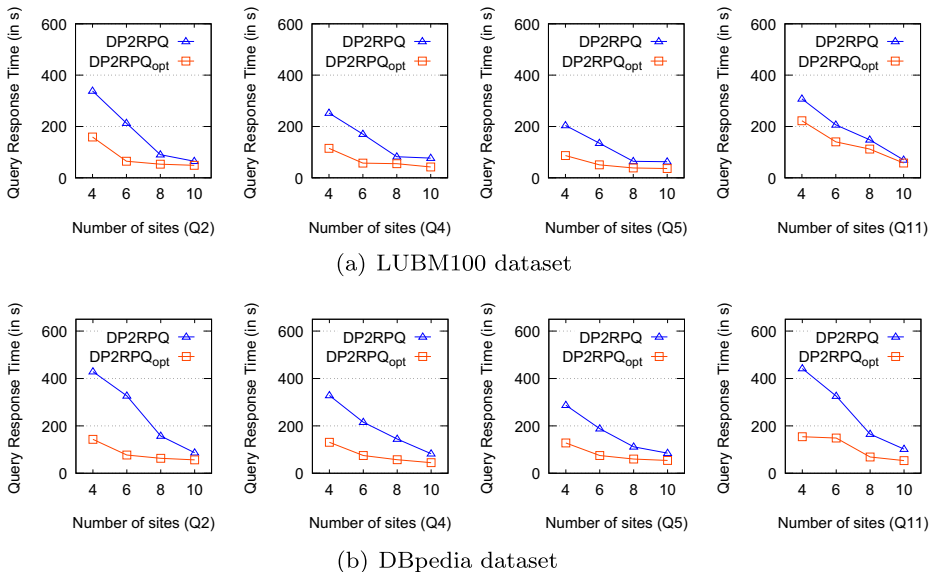 Query Response Time (in s)
600
400
200
0
DP2RPQ
DP2RPQopt
4 6 8 10
Number of sites (Q2)
Query Response Time (in s)
600
400
200
0
DP2RPQ
DP2RPQopt
4 6 8 10
Number of sites (Q4)
Query Response Time (in s)
600
400
200
0
DP2RPQ
DP2RPQopt
4 6 8 10
Number of sites (Q5)
Query Response Time (in s)
600
400
200
0
DP2RPQ
DP2RPQopt
4 6 8 10
Number of sites (Q11)
(a) LUBM100 dataset
Query Response Time (in s)
600
400
200
0
DP2RPQ
DP2RPQopt
4 6 8 10
Number of sites (Q2)
Query Response Time (in s)
600
400
200
0
DP2RPQ
DP2RPQopt
4 6 8 10
Number of sites (Q4)
Query Response Time (in s)
600
400
200
0
DP2RPQ
DP2RPQopt
4 6 8 10
Number of sites (Q5)
Query Response Time (in s)
600
400
200
0
DP2RPQ
DP2RPQopt
4 6 8 10
Number of sites (Q11)
(b) DBpedia dataset